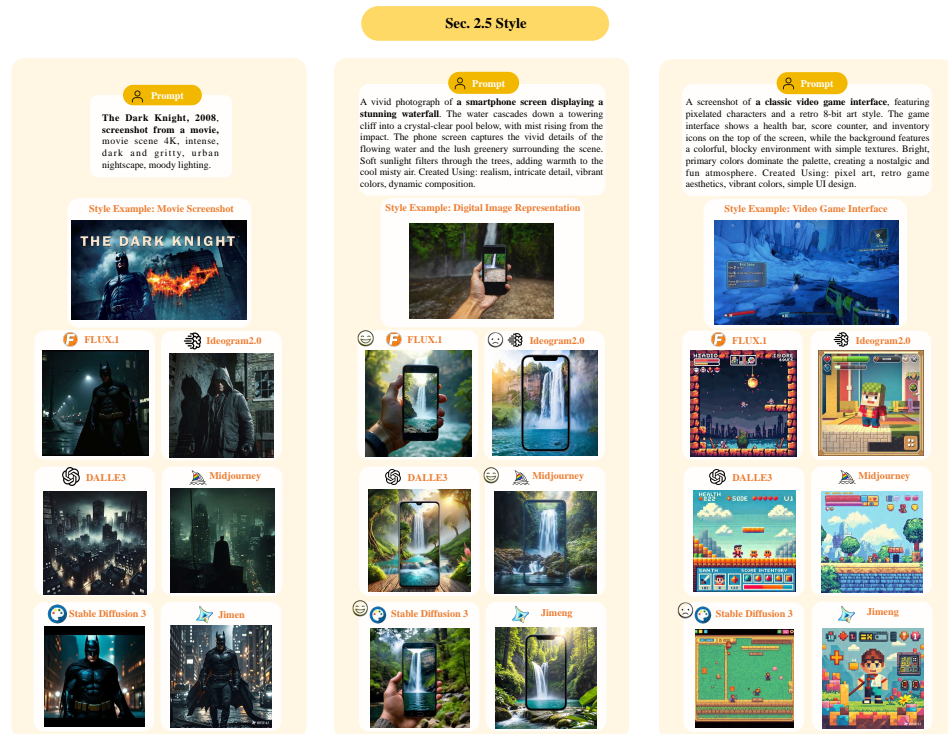 Sec. 2.5 Style
Prompt
The Dark Knight, 2008,
screenshot from a movie,
movie scene 4K, intense,
dark and gritty, urban
nightscape, moody lighting.
Style Example: Movie Screenshot
THE DARK KNIGHT
FLUX.1
Ideogram2.0
DALLE3
Midjourney
Stable Diffusion 3
Jimen
Prompt
A vivid photograph of a smartphone screen displaying a
stunning waterfall. The water cascades down a towering
cliff into a crystal-clear pool below, with mist rising from the
impact. The phone screen captures the vivid details of the
flowing water and the lush greenery surrounding the scene.
Soft sunlight filters through the trees, adding warmth to the
cool misty air. Created Using: realism, intricate detail, vibrant
colors, dynamic composition.
Style Example: Digital Image Representation
FLUX.1
Ideogram2.0
DALLE3
Midjourney
Stable Diffusion 3
Jimeng
Prompt
A screenshot of a classic video game interface, featuring
pixelated characters and a retro 8-bit art style. The game
interface shows a health bar, score counter, and inventory
icons on the top of the screen, while the background features
a colorful, blocky environment with simple textures. Bright,
primary colors dominate the palette, creating a nostalgic and
fun atmosphere. Created Using: pixel art, retro game
aesthetics, vibrant colors, simple UI design.
Style Example: Video Game Interface
FLUX.1
Ideogram2.0
DALLE3
HEALTH
Midjourney
Stable Diffusion 3
Jimeng